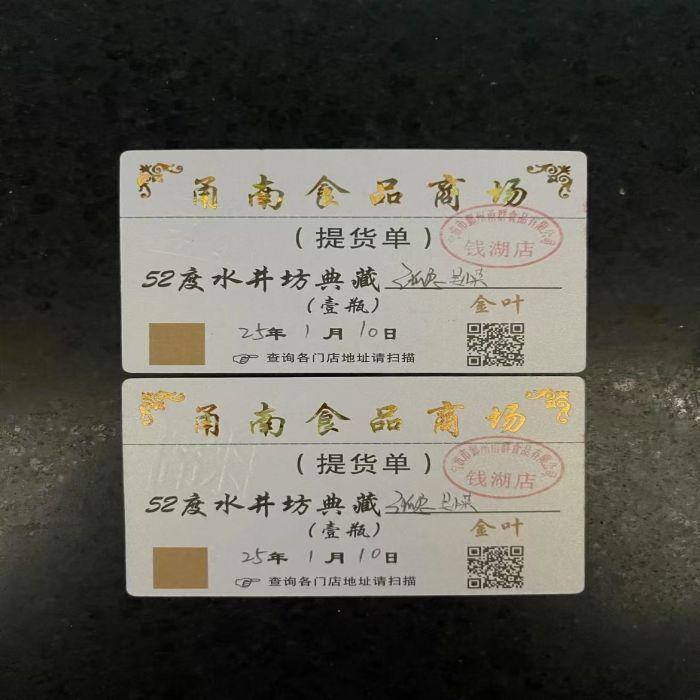 甬南食品商场
（提货单）
钱湖店
52度水井坊典藏
（壹瓶）
金叶
25年1月10日
查询各门店地址请扫描
甬南食品商场
（提货单）
钱湖店
52度水井坊典藏
（壹瓶）
金叶
25年1月10日
查询各门店地址请扫描